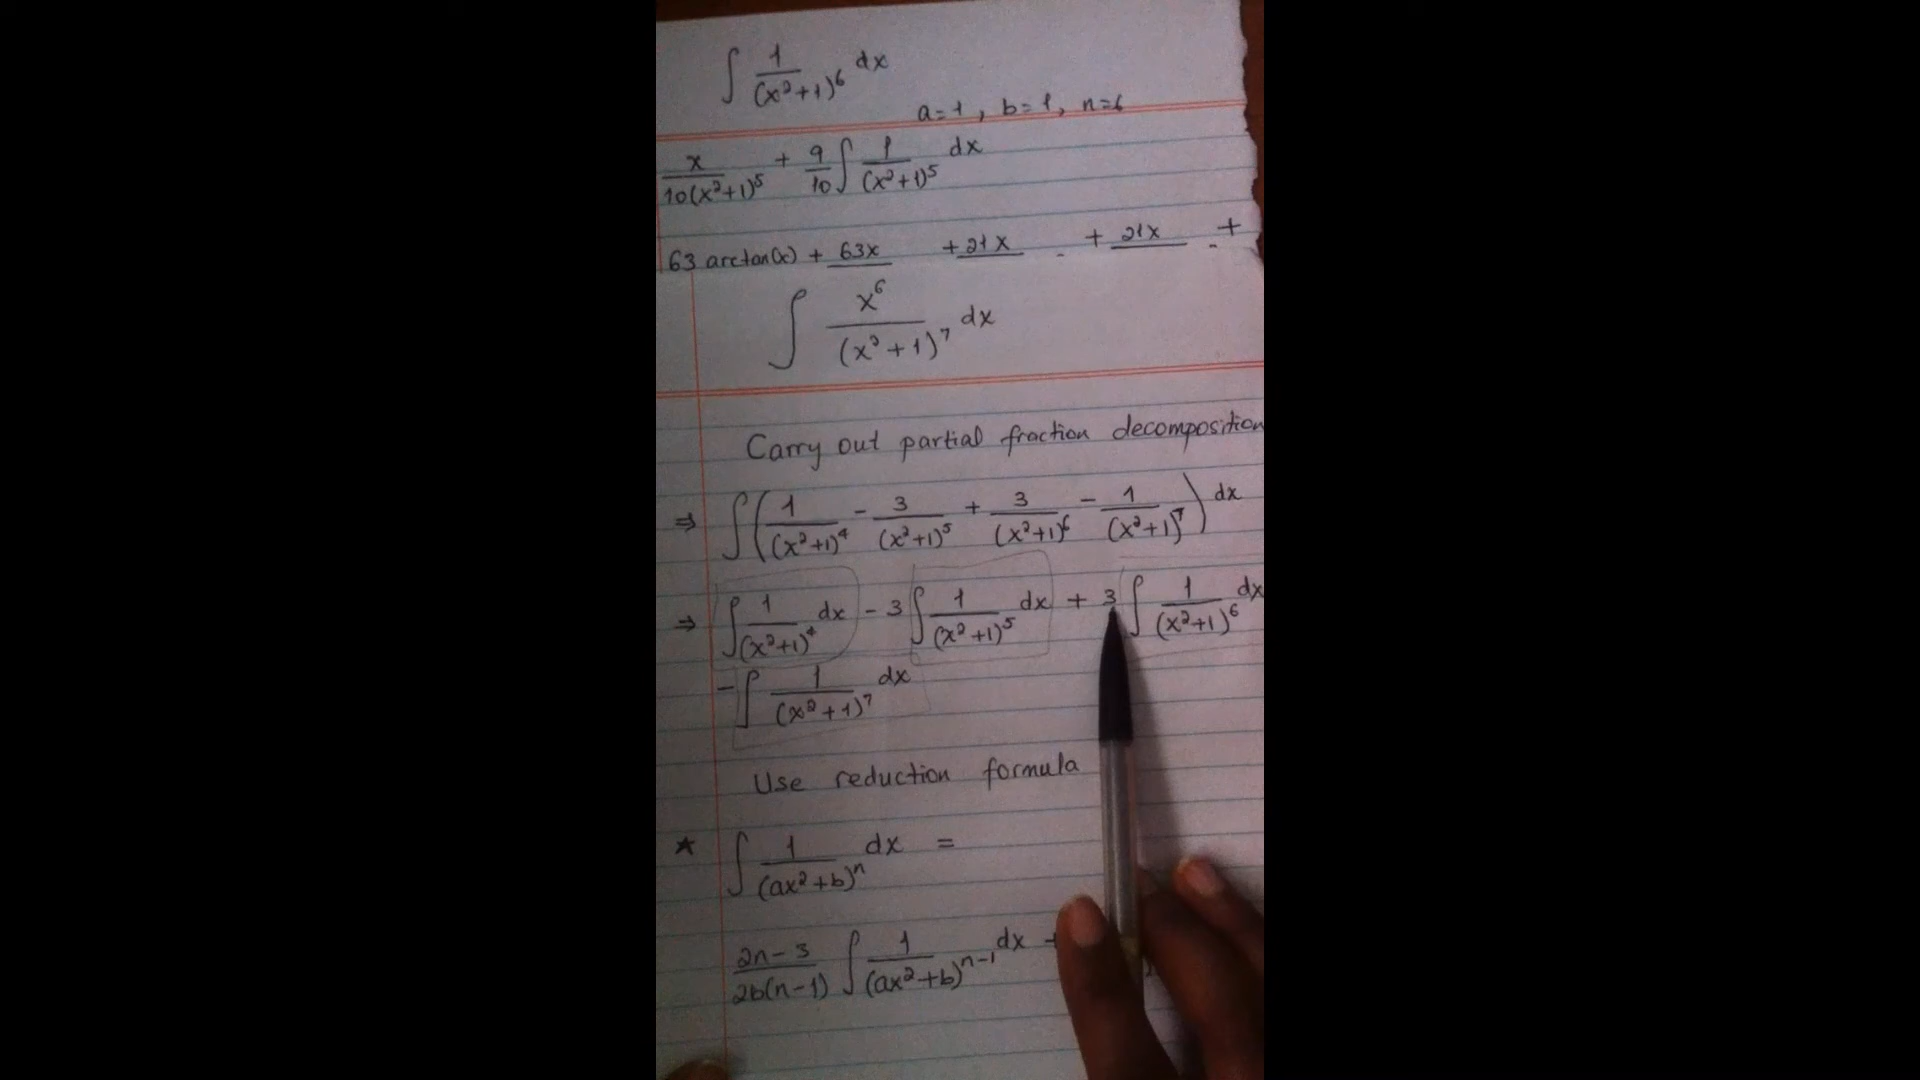 ∫ 1/(x²+1)⁶ dx
a=1, b=1, n=6
x/10(x²+1)⁵ + 9/10 ∫ 1/(x²+1)⁵ dx
63 arctan(x) + 63x + 21x + 21x +
∫ x⁶/(x²+1)⁷ dx
Carry out partial fraction decomposition
⇒ ∫(1/(x²+1)⁴ - 3/(x²+1)⁵ + 3/(x²+1)⁶ - 1/(x²+1)⁷) dx
⇒ ∫ 1/(x²+1)⁴ dx - 3 ∫ 1/(x²+1)⁵ dx + 3 ∫ 1/(x²+1)⁶ dx
- ∫ 1/(x²+1)⁷ dx
Use reduction formula
★ ∫ 1/(ax²+b)ⁿ dx =
2n-3/2b(n-1) ∫ 1/(ax²+b)ⁿ⁻¹ dx +